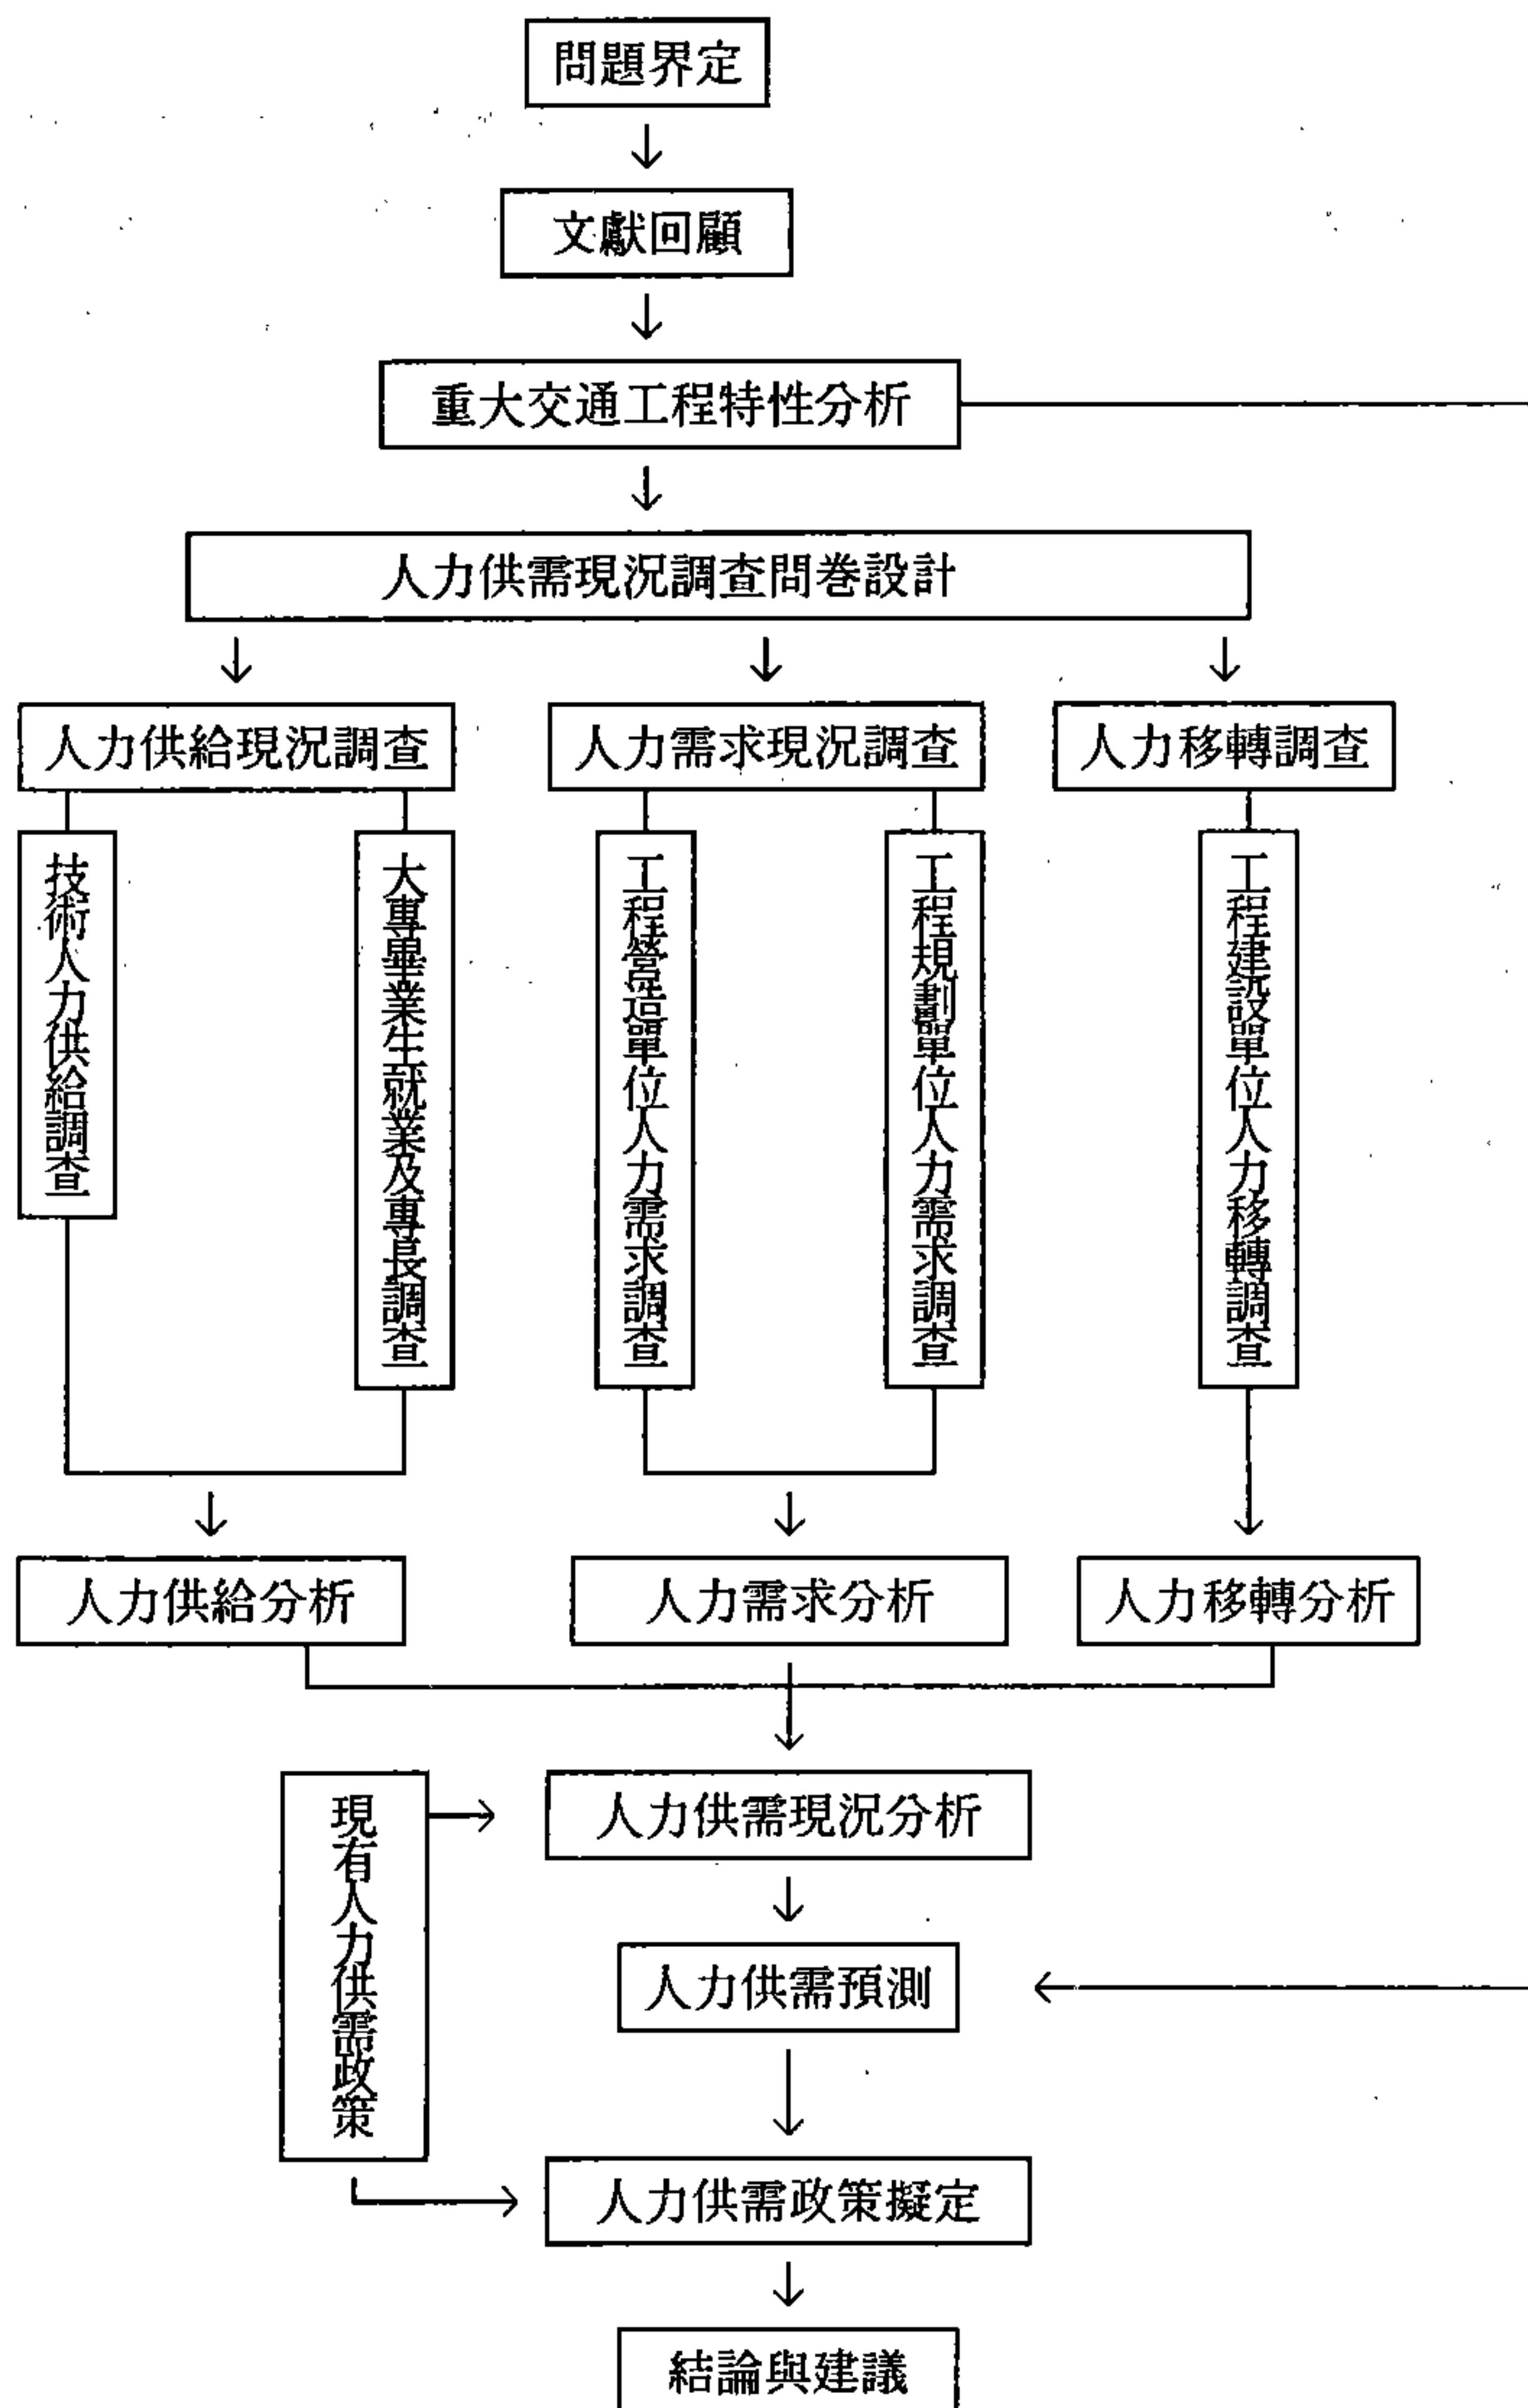 問題界定
文獻回顧
重大交通工程特性分析
人力供需現況調查問卷設計
人力供給現況調查
人力需求現況調查
人力移轉調查
技術人力供給調查
大專畢業生就業及專長調查
工程營造單位人力需求調查
工程規劃單位人力需求調查
工程建設單位人力移轉調查
人力供給分析
人力需求分析
人力移轉分析
現有人力供需政策
人力供需現況分析
人力供需預測
人力供需政策擬定
結論與建議